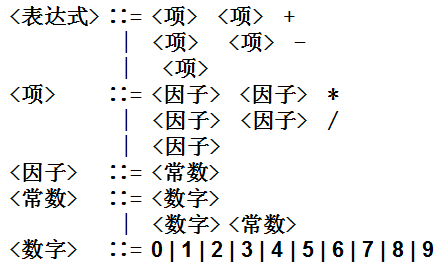 <表达式> ::= <项> <项> +
| <项> <项> -
| <项>
<项> ::= <因子> <因子> *
| <因子> <因子> /
| <因子>
<因子> ::= <常数>
<常数> ::= <数字>
| <数字> <常数>
<数字> ::= 0 | 1 | 2 | 3 | 4 | 5 | 6 | 7 | 8 | 9